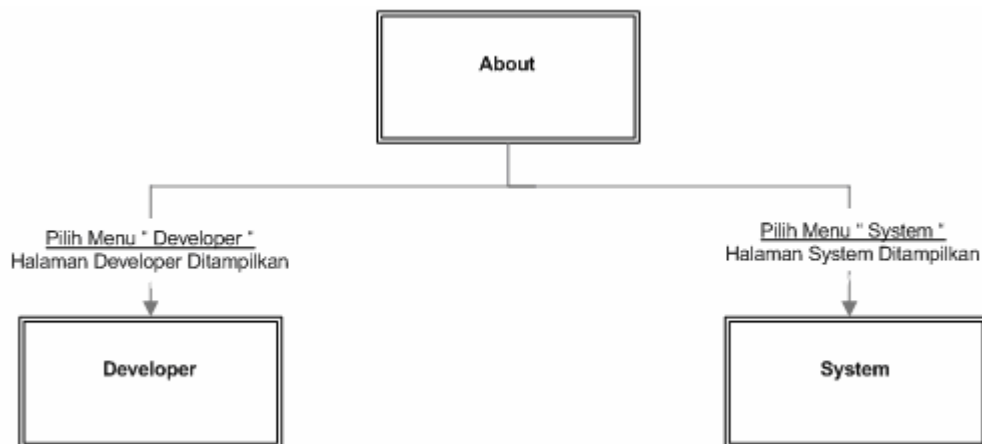 About
Pilih Menu " Developer "
Halaman Developer Ditampilkan
Pilih Menu " System "
Halaman System Ditampilkan
Developer
System